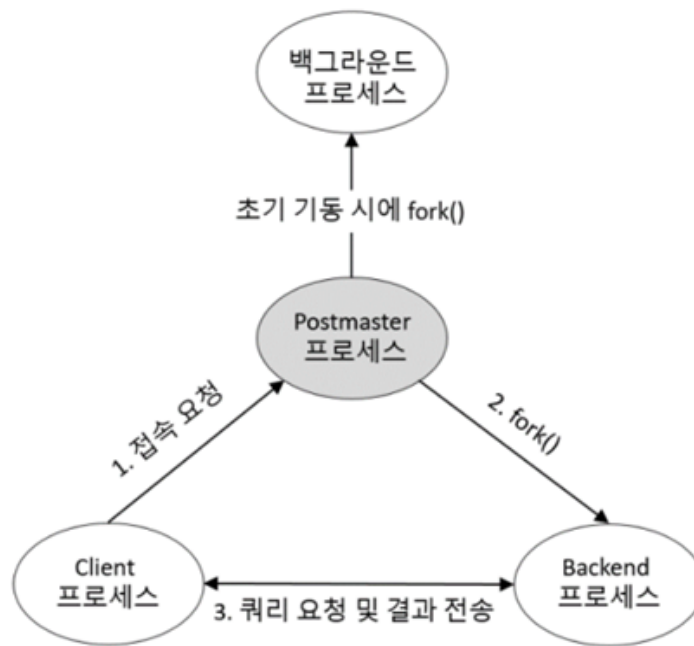 백그라운드
프로세스
초기 기동 시에 fork()
Postmaster
프로세스
1. 접속 요청
2. fork()
Client
프로세스
Backend
프로세스
3. 쿼리 요청 및 결과 전송